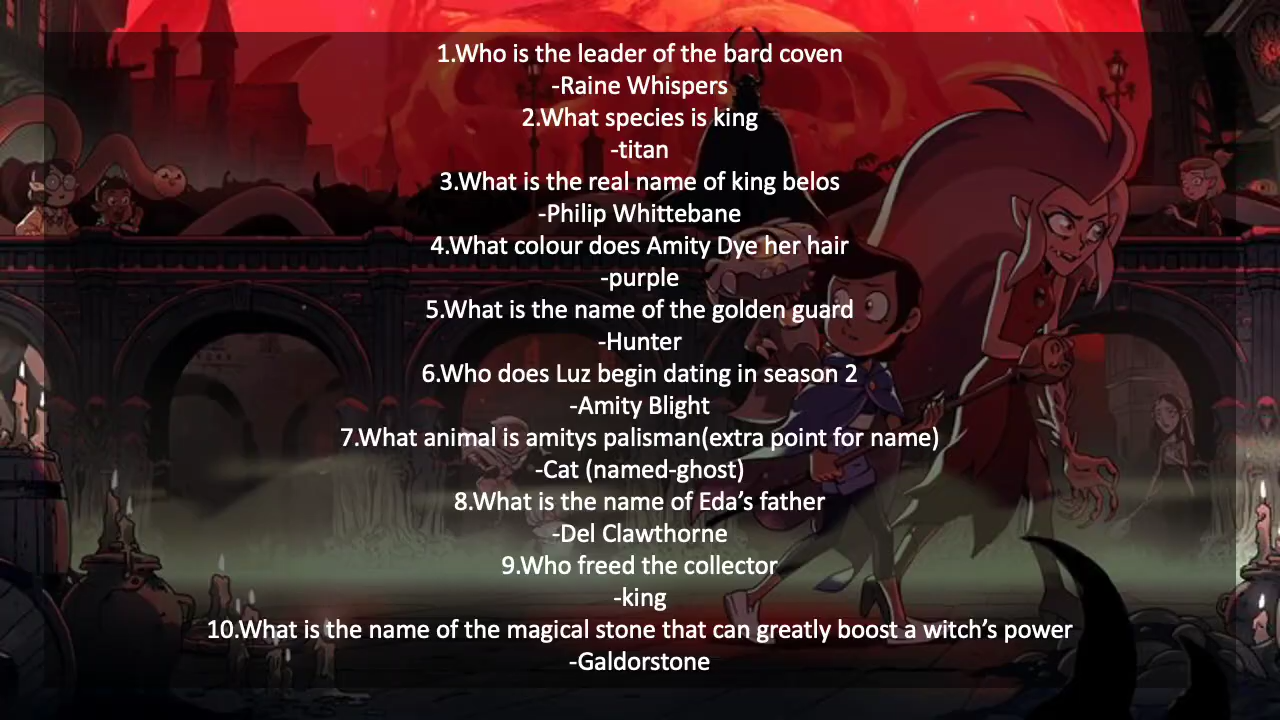 1.Who is the leader of the bard coven
-Raine Whispers
2.What species is king
-titan
3.What is the real name of king belos
-Philip Whittebane
4.What colour does Amity Dye her hair
-purple
5.What is the name of the golden guard
-Hunter
6.Who does Luz begin dating in season 2
-Amity Blight
7.What animal is amitys palisman(extra point for name)
-Cat (named-ghost)
8.What is the name of Eda’s father
-Del Clawthorne
9.Who freed the collector
-king
10.What is the name of the magical stone that can greatly boost a witch’s power
-Galdorstone